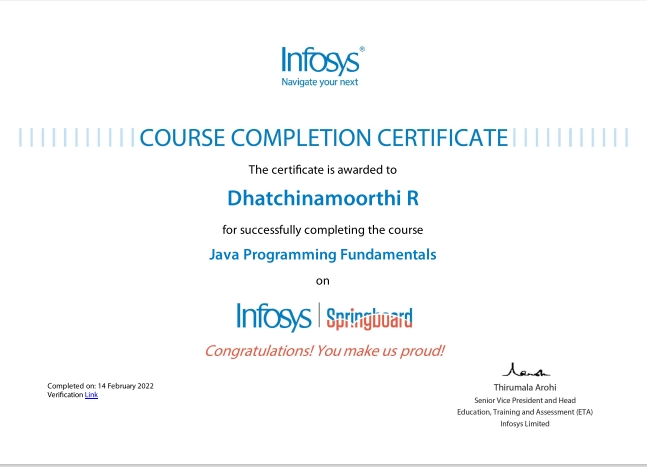 Infosys®
Navigate your next
COURSE COMPLETION CERTIFICATE
The certificate is awarded to
Dhatchinamoorthi R
for successfully completing the course
Java Programming Fundamentals
on
Infosys | Springboard
Congratulations! You make us proud!
Completed on: 14 February 2022
Verification Link
Thirumala Arohi
Senior Vice President and Head
Education, Training and Assessment (ETA)
Infosys Limited